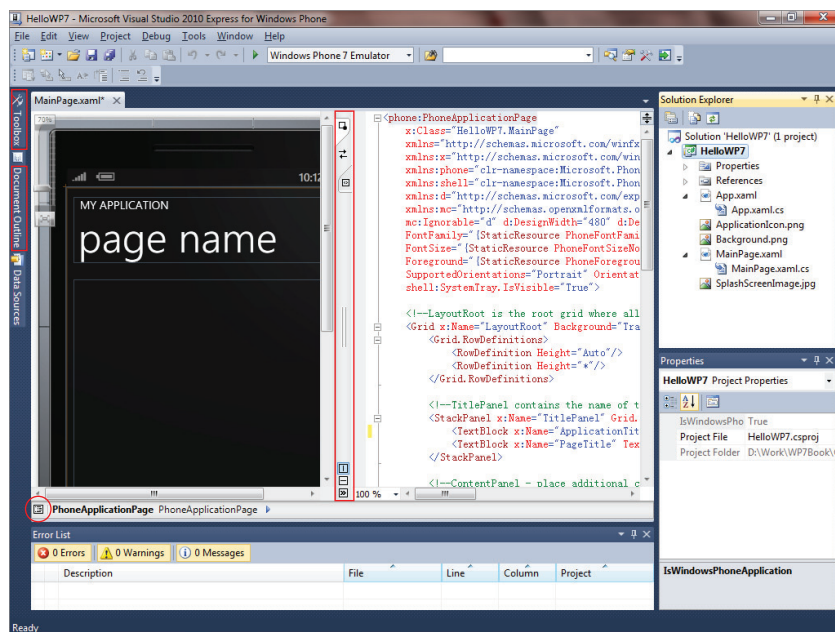 HelloWP7 - Microsoft Visual Studio 2010 Express for Windows Phone
File Edit View Project Debug Tools Window Help
Windows Phone 7 Emulator
Toolbox
Document Outline
Data Sources
MainPage.xaml* ×
70%
10:12
MY APPLICATION
page name
<phone:PhoneApplicationPage
x:Class="HelloWP7.MainPage"
xmlns="http://schemas.microsoft.com/winfx
xmlns:x="http://schemas.microsoft.com/win
xmlns:phone="clr-namespace:Microsoft.Phon
xmlns:shell="clr-namespace:Microsoft.Phon
xmlns:d="http://schemas.microsoft.com/exp
xmlns:mc="http://schemas.openxmlformats.o
mc:Ignorable="d" d:DesignWidth="480" d:De
FontFamily="{StaticResource PhoneFontFami
FontSize="{StaticResource PhoneFontSizeNo
Foreground="{StaticResource PhoneForegrou
SupportedOrientations="Portrait" Orientat
shell:SystemTray.IsVisible="True">
<!--LayoutRoot is the root grid where all
<Grid x:Name="LayoutRoot" Background="Tra
<Grid.RowDefinitions>
<RowDefinition Height="Auto"/>
<RowDefinition Height="*"/>
</Grid.RowDefinitions>
<!--TitlePanel contains the name of t
<StackPanel x:Name="TitlePanel" Grid.
<TextBlock x:Name="ApplicationTit
<TextBlock x:Name="PageTitle" Tex
</StackPanel>
<!--ContentPanel - place additional c
100 %
PhoneApplicationPage PhoneApplicationPage
Error List
0 Errors 0 Warnings 0 Messages
Description File Line Column Project
Solution Explorer
Solution 'HelloWP7' (1 project)
HelloWP7
Properties
References
App.xaml
App.xaml.cs
ApplicationIcon.png
Background.png
MainPage.xaml
MainPage.xaml.cs
SplashScreenImage.jpg
Properties
HelloWP7 Project Properties
IsWindowsPho True
Project File HelloWP7.csproj
Project Folder D:\Work\WP7Book\
IsWindowsPhoneApplication
Ready